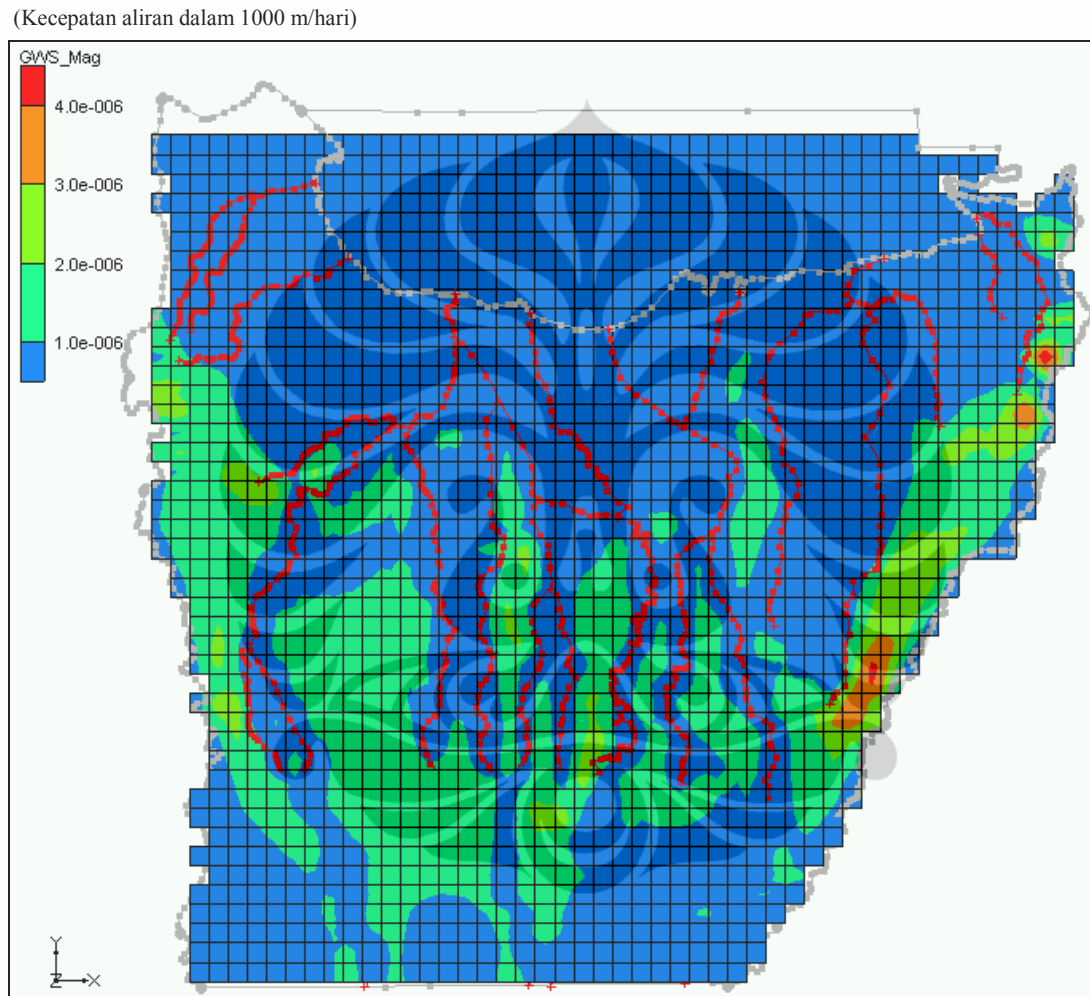 (Kecepatan aliran dalam 1000 m/hari)
GWS_Mag
4.0e-006
3.0e-006
2.0e-006
1.0e-006
Y
Z
X